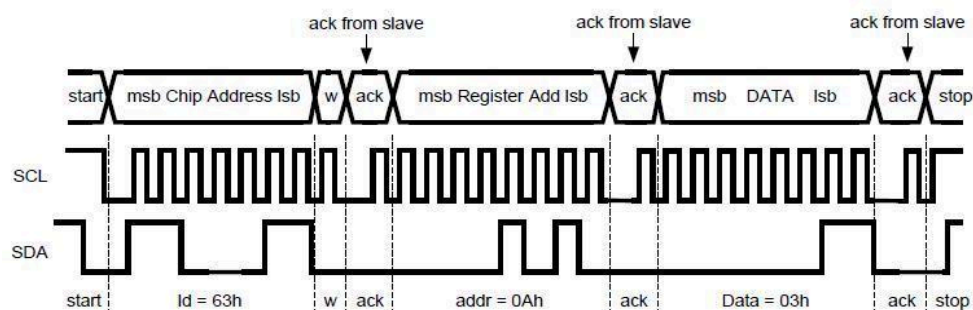 ack from slave ack from slave ack from slave
start msb Chip Address lsb w ack msb Register Add lsb ack msb DATA lsb ack stop
SCL
SDA
start Id = 63h w ack addr = 0Ah ack Data = 03h ack stop